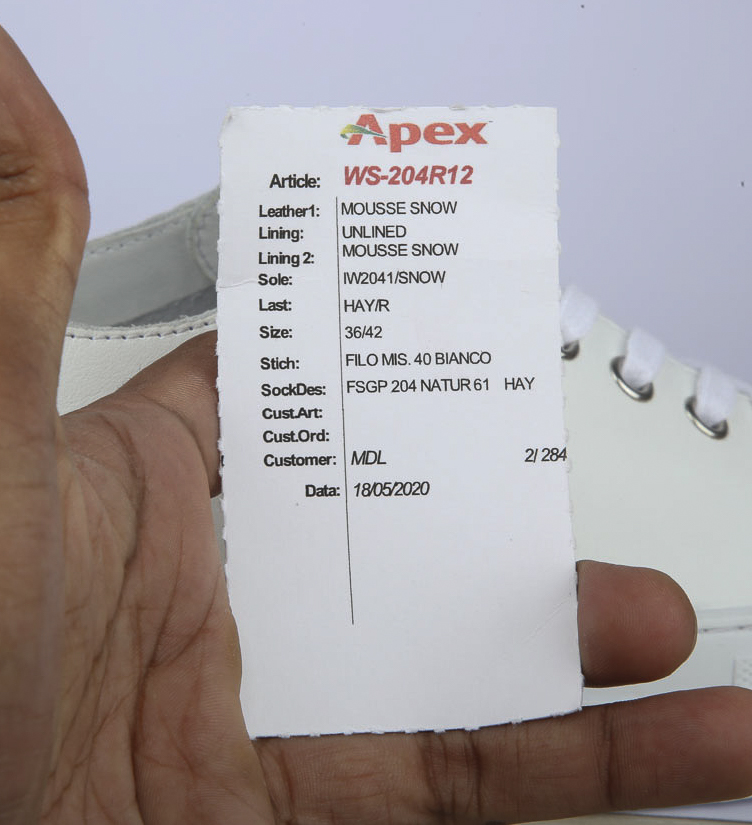 Apex
Article: WS-204R12
Leather1: MOUSSE SNOW
Lining: UNLINED
Lining 2: MOUSSE SNOW
Sole: IW2041/SNOW
Last: HAY/R
Size: 36/42
Stich: FILO MIS. 40 BIANCO
SockDes: FSGP 204 NATUR 61 HAY
Cust.Art:
Cust.Ord:
Customer: MDL 2/ 284
Data: 18/05/2020